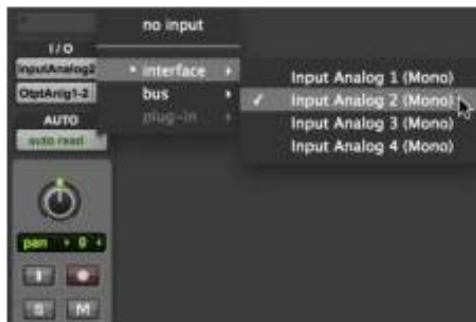 no input
I/O
InputAnalog2
interface
bus
plug-in
Input Analog 1 (Mono)
Input Analog 2 (Mono)
Input Analog 3 (Mono)
Input Analog 4 (Mono)
OtptAnlg1-2
AUTO
auto read
pan
0
I
S
M